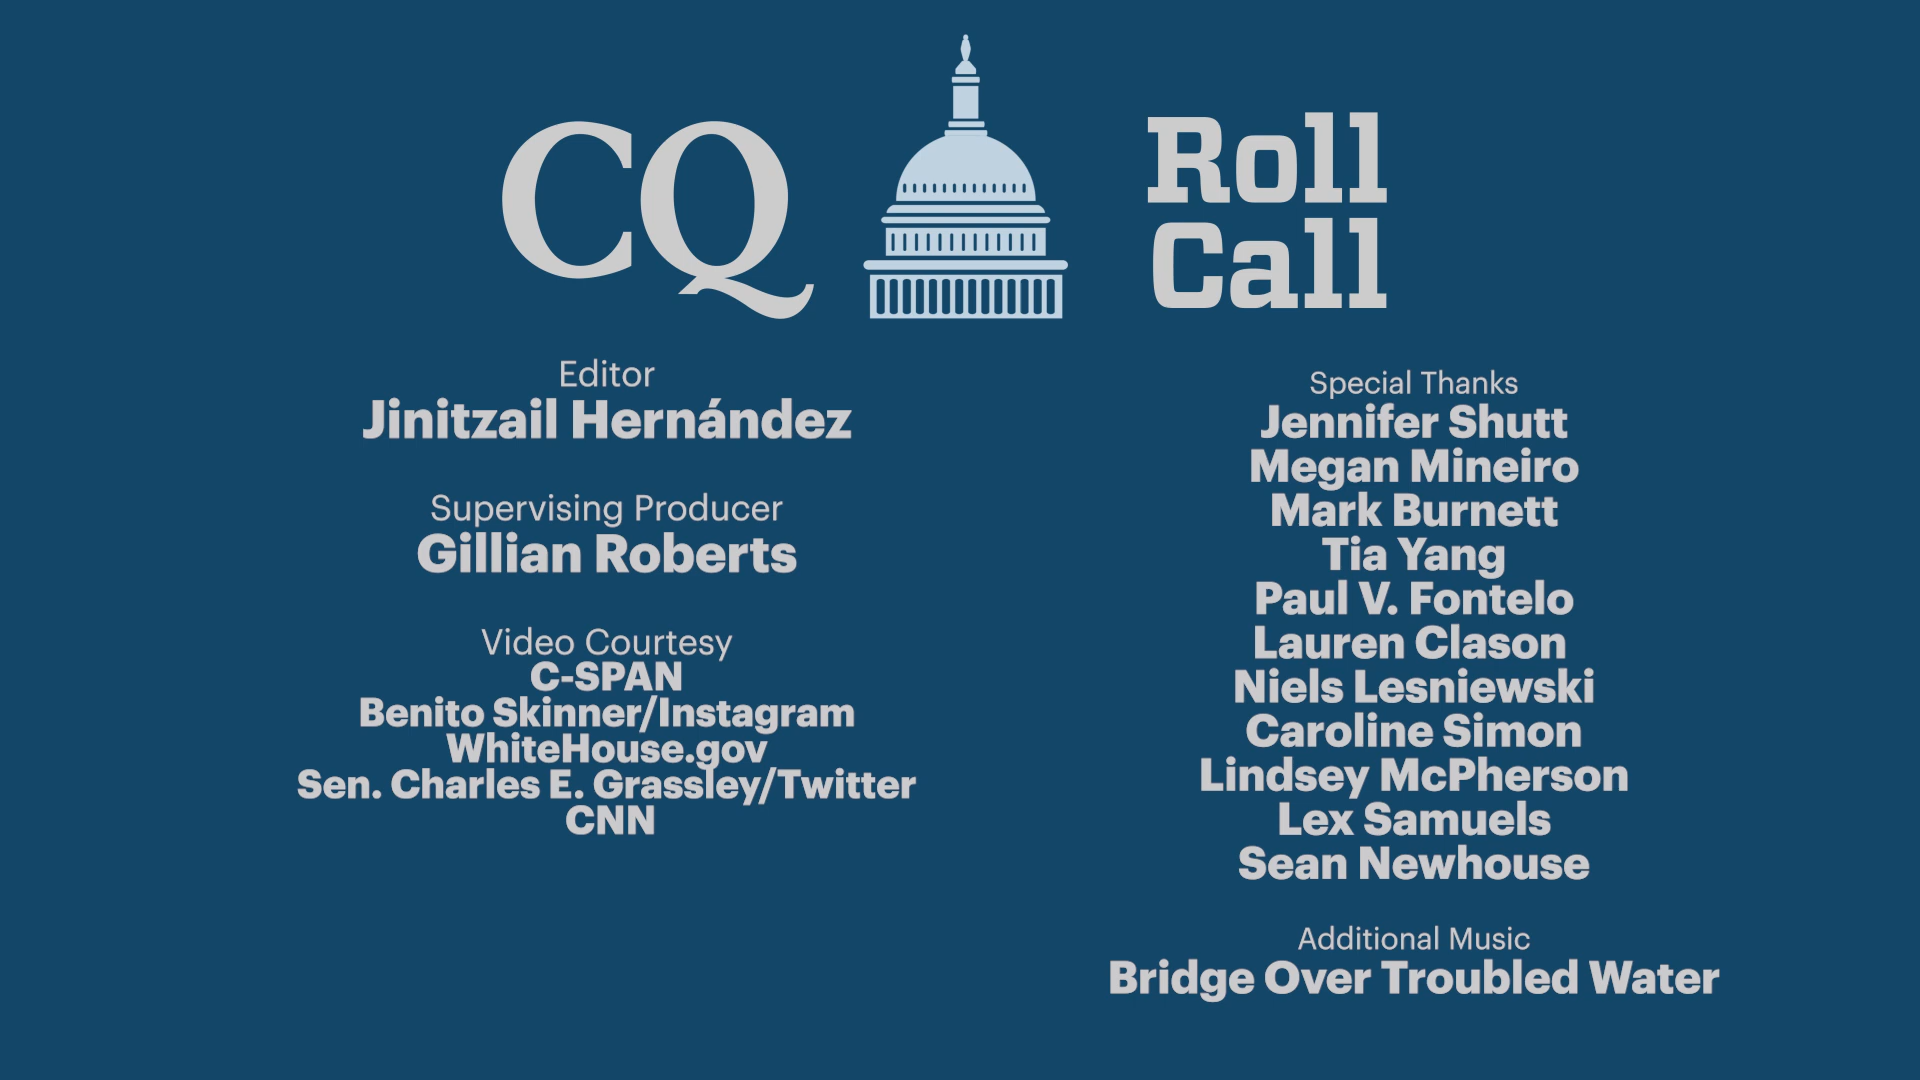 CQ
Roll
Call
Editor
Jinitzail Hernández
Supervising Producer
Gillian Roberts
Video Courtesy
C-SPAN
Benito Skinner/Instagram
WhiteHouse.gov
Sen. Charles E. Grassley/Twitter
CNN
Special Thanks
Jennifer Shutt
Megan Mineiro
Mark Burnett
Tia Yang
Paul V. Fontelo
Lauren Clason
Niels Lesniewski
Caroline Simon
Lindsey McPherson
Lex Samuels
Sean Newhouse
Additional Music
Bridge Over Troubled Water